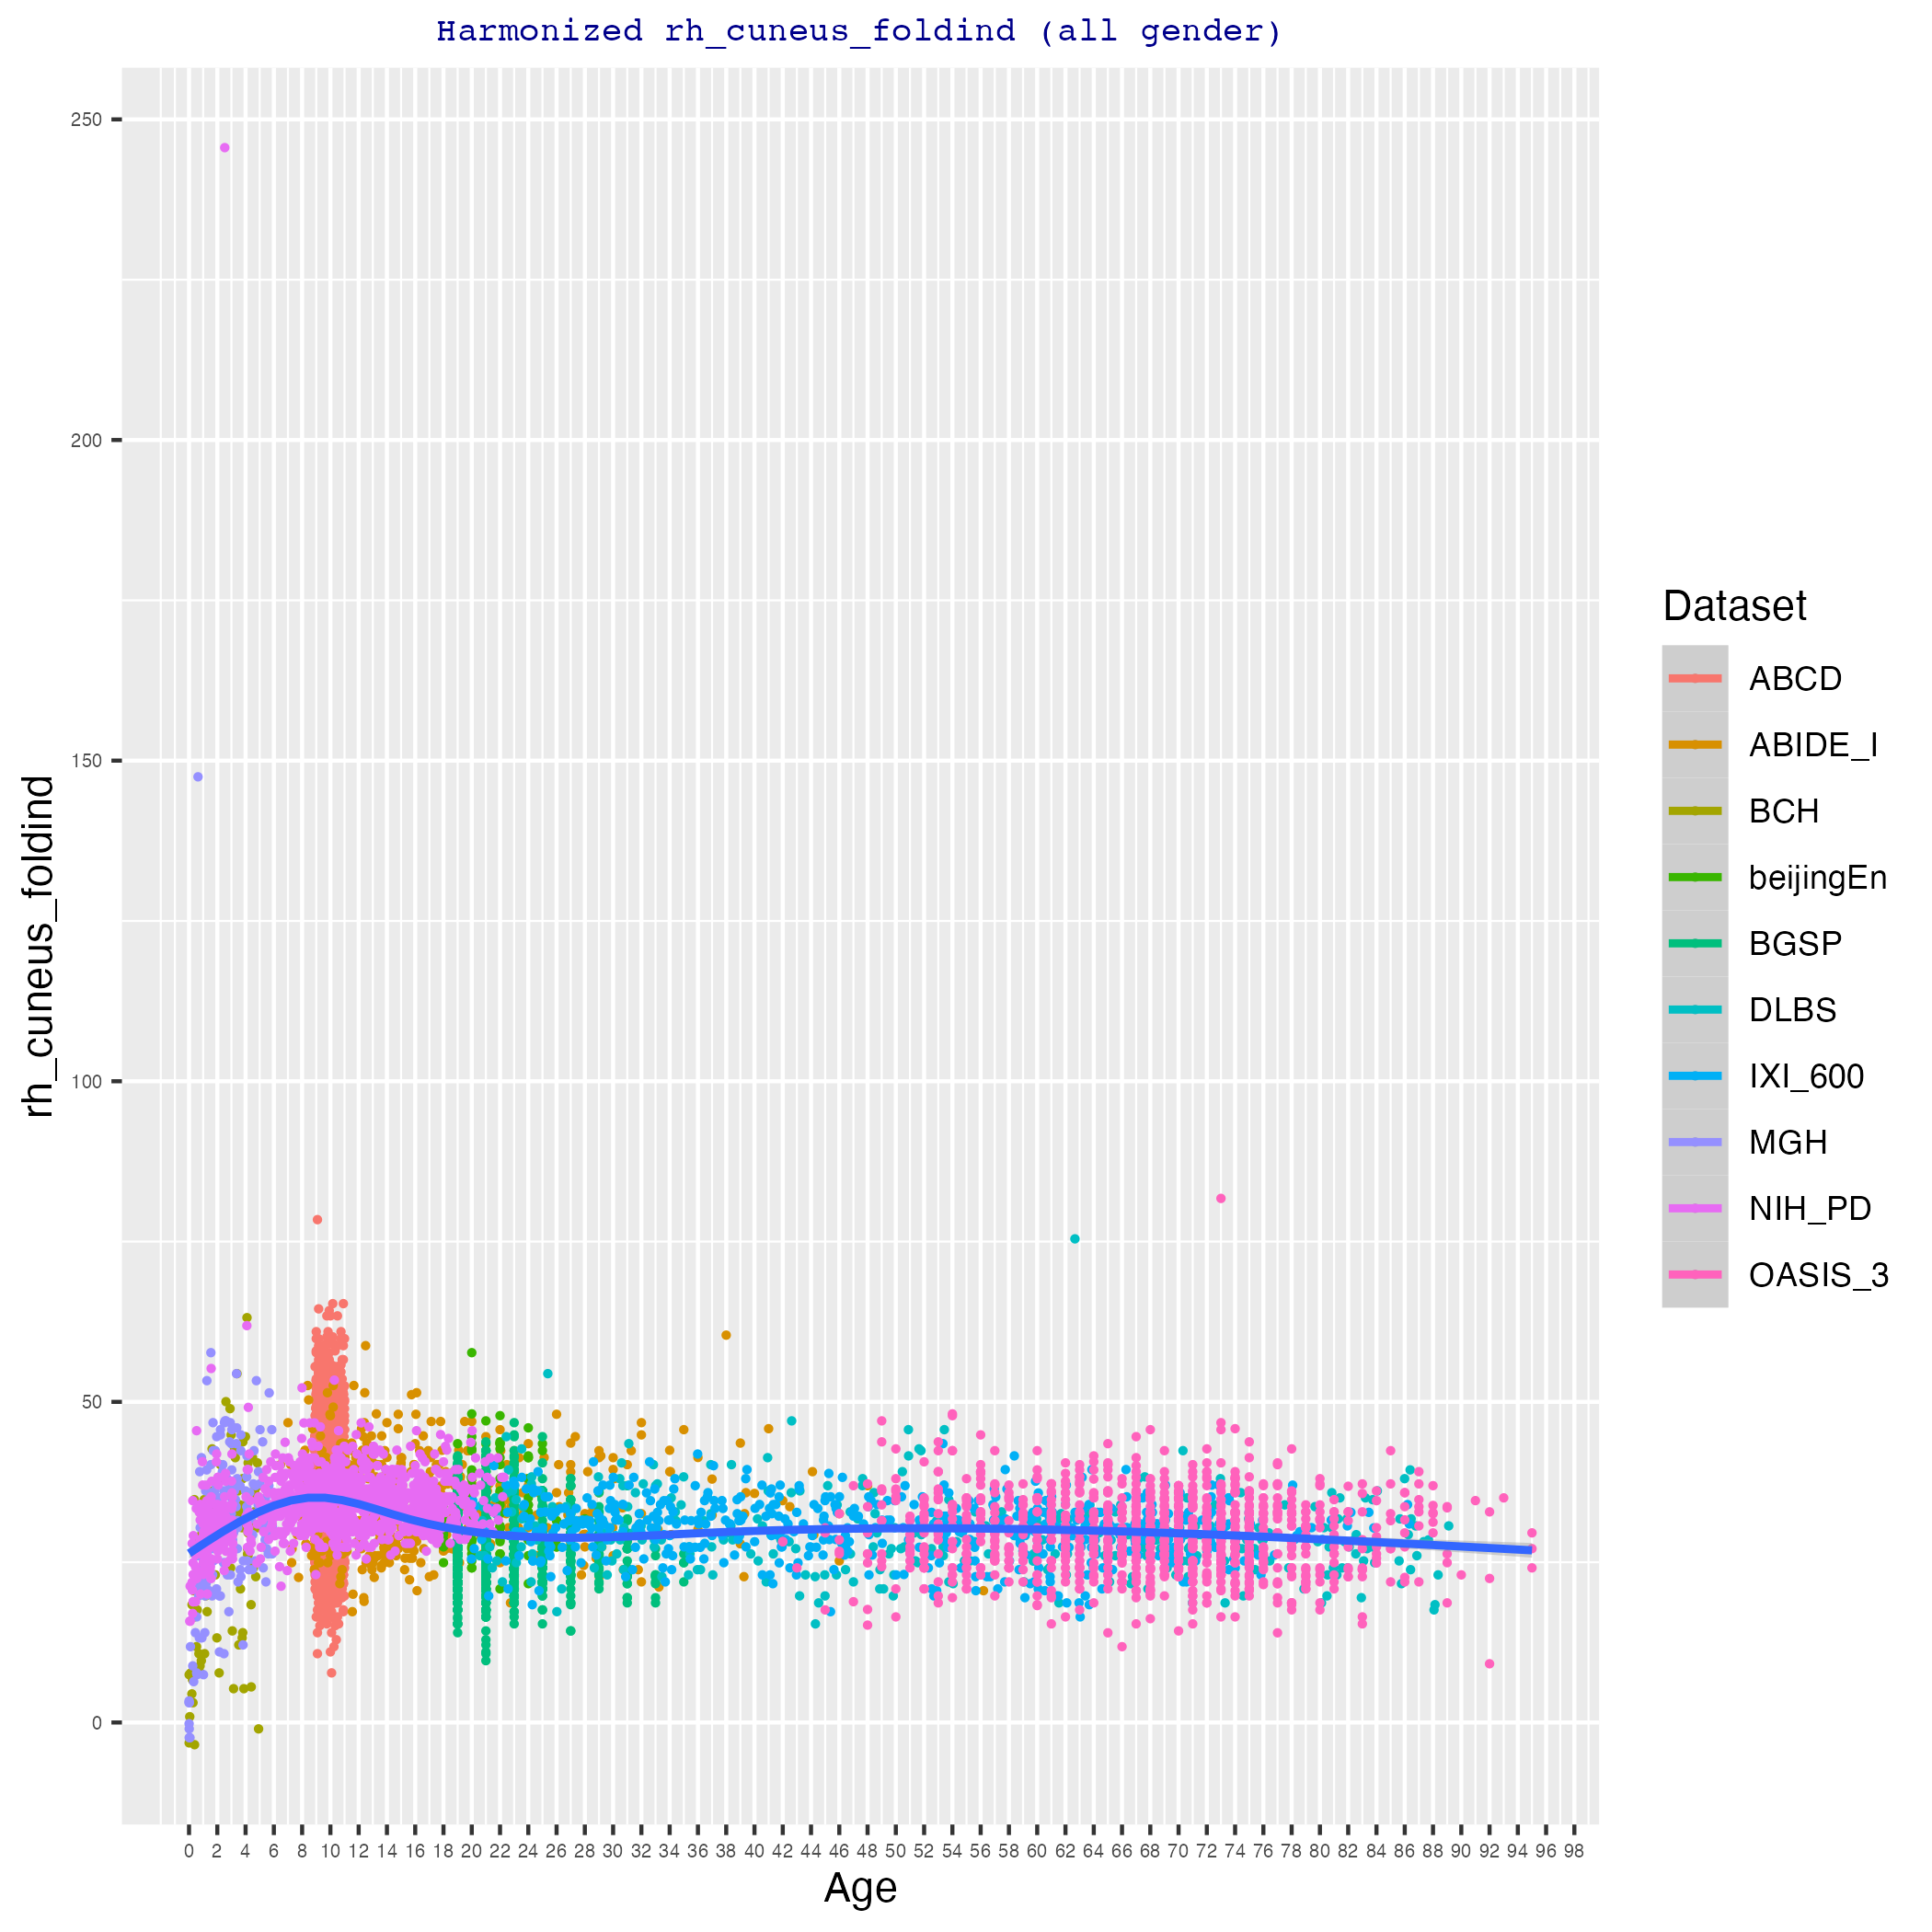 Harmonized rh_cuneus_foldind (all gender)
250
200
150
100
50
0
rh_cuneus_foldind
0 2 4 6 8 10 12 14 16 18 20 22 24 26 28 30 32 34 36 38 40 42 44 46 48 50 52 54 56 58 60 62 64 66 68 70 72 74 76 78 80 82 84 86 88 90 92 94 96 98
Age
Dataset
ABCD
ABIDE_I
BCH
beijingEn
BGSP
DLBS
IXI_600
MGH
NIH_PD
OASIS_3